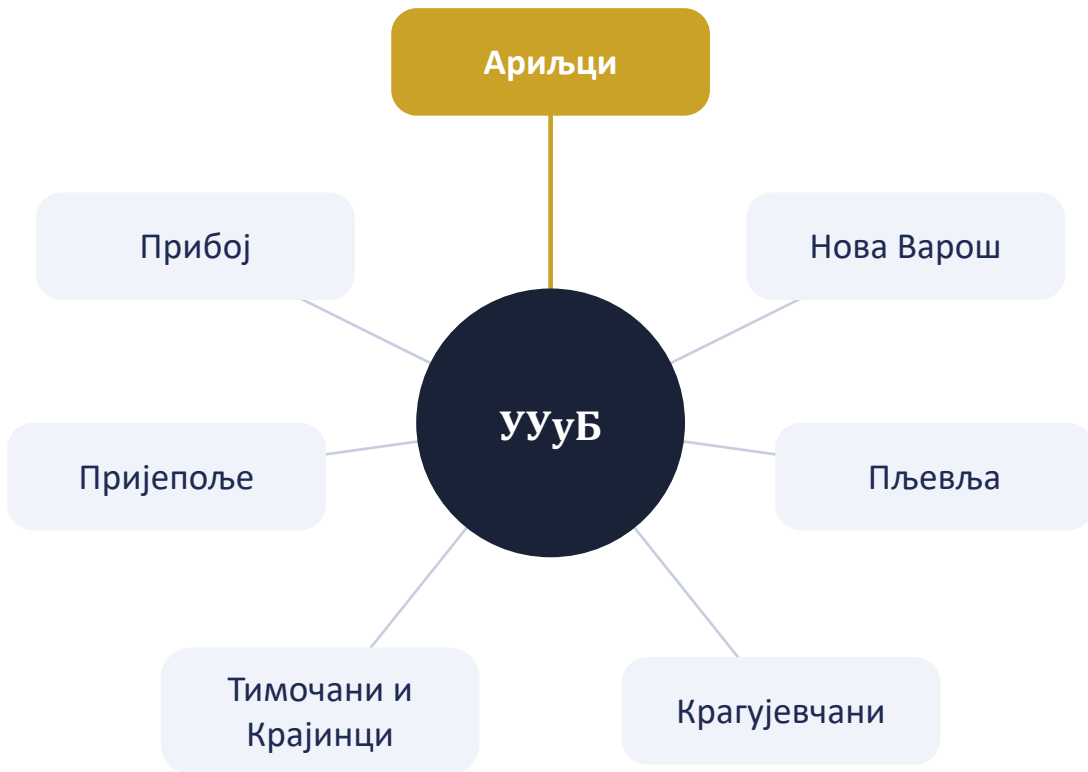 Ариљци
Прибој
Нова Варош
УУуБ
Пријепоље
Пљевља
Тимочани и
Крајинци
Крагујевчани